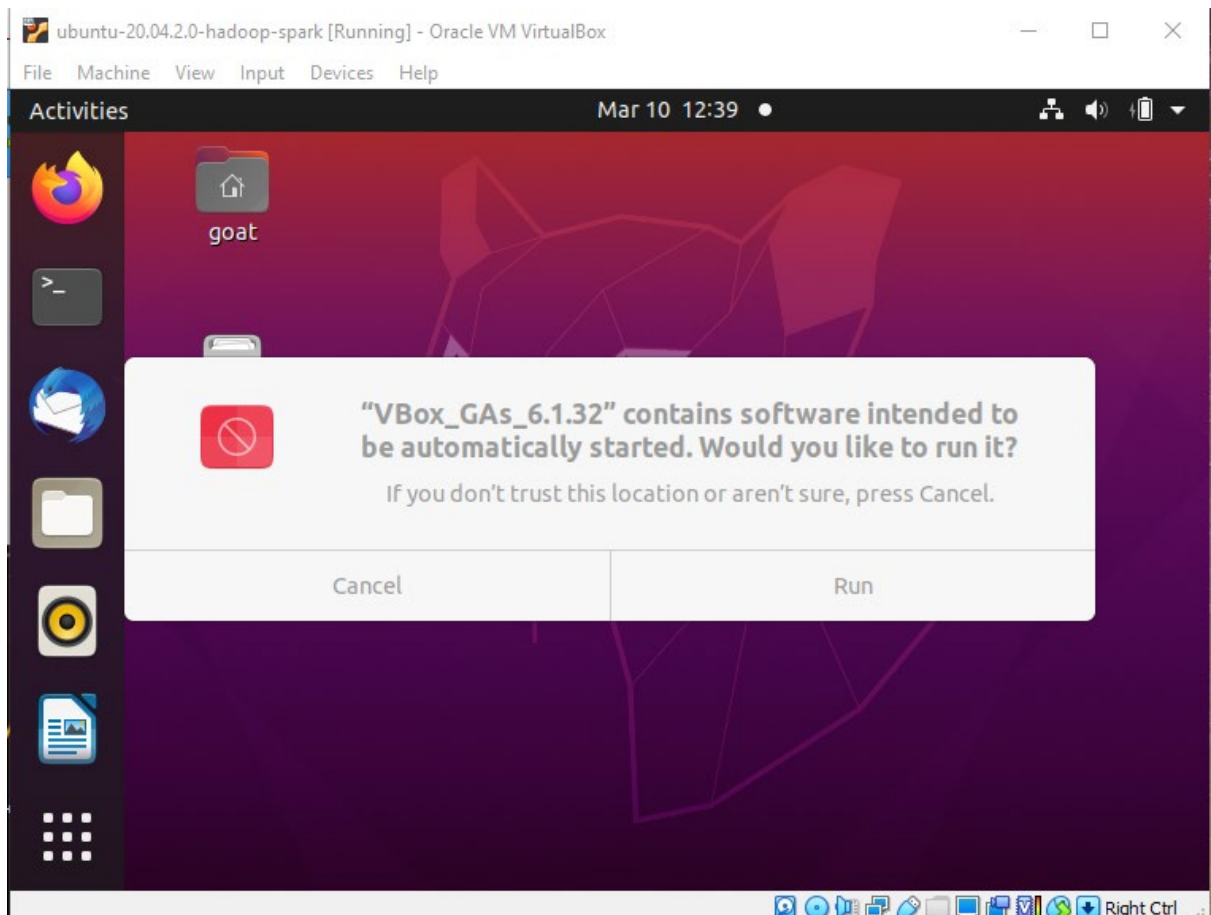 ubuntu-20.04.2.0-hadoop-spark [Running] - Oracle VM VirtualBox
File Machine View Input Devices Help
Activities Mar 10 12:39
goat
>_
“VBox_GAs_6.1.32” contains software intended to
be automatically started. Would you like to run it?
If you don’t trust this location or aren’t sure, press Cancel.
Cancel Run
Right Ctrl